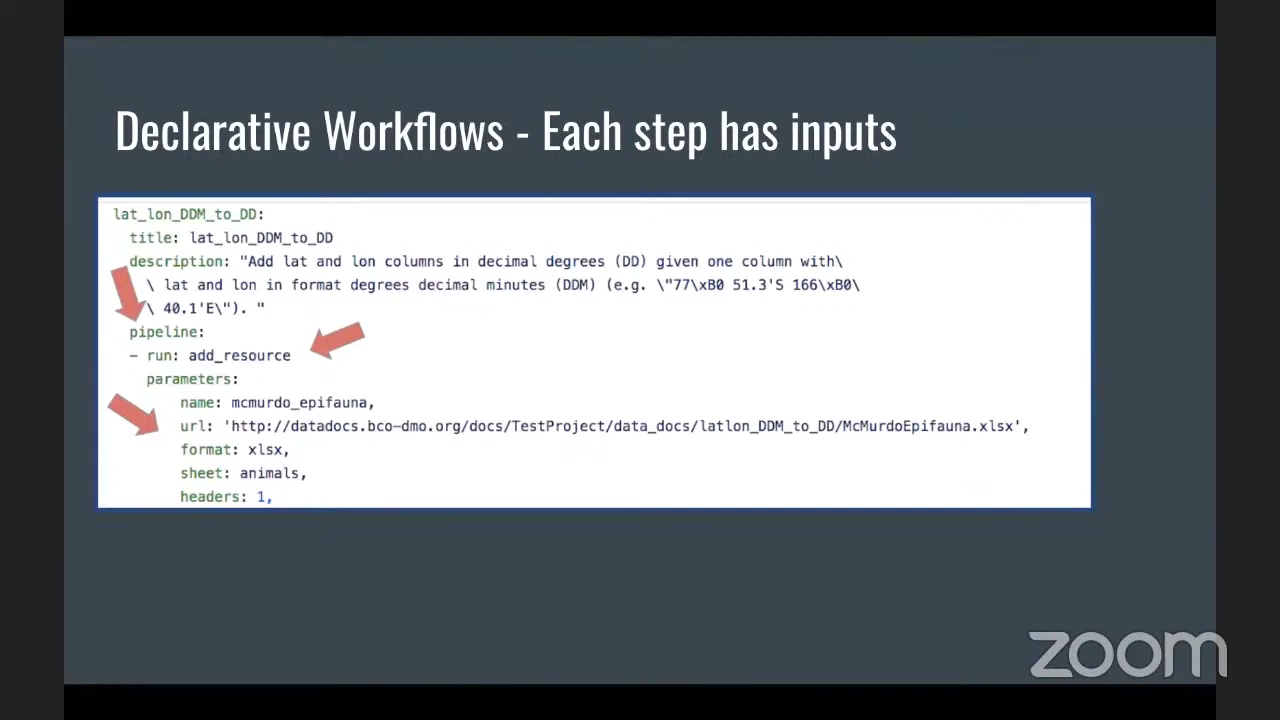 Declarative Workflows - Each step has inputs
lat_lon_DDM_to_DD:
title: lat_lon_DDM_to_DD
description: "Add lat and lon columns in decimal degrees (DD) given one column with\
\ lat and lon in format degrees decimal minutes (DDM) (e.g. \"77\xB0 51.3'S 166\xB0\
\ 40.1'E\"). "
pipeline:
- run: add_resource
parameters:
name: mcmurdo_epifauna,
url: 'http://datadocs.bco-dmo.org/docs/TestProject/data_docs/latlon_DDM_to_DD/McMurdoEpifauna.xlsx',
format: xlsx,
sheet: animals,
headers: 1,
zoom